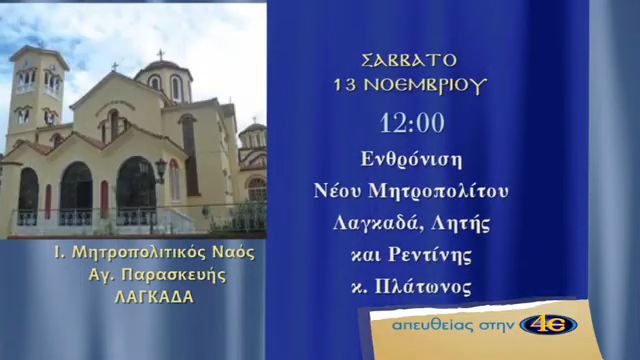 ΣΑΒΒΑΤΟ
13 ΝΟΕΜΒΡΙΟΥ
12:00
Ενθρόνιση
Νέου Μητροπολίτου
Λαγκαδά, Λητής
και Ρεντίνης
κ. Πλάτωνος
Ι. Μητροπολιτικός Ναός
Αγ. Παρασκευής
ΛΑΓΚΑΔΑ
απευθείας στην 4Ε